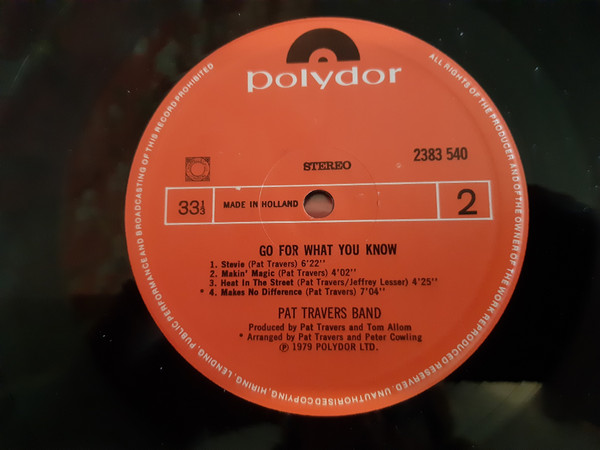 polydor
ALL RIGHTS OF THE PRODUCER AND OF THE OWNER OF THE WORK REPRODUCED RESERVED. UNAUTHORISED COPYING, HIRING, LENDING, PUBLIC PERFORMANCE AND BROADCASTING OF THIS RECORD PROHIBITED
STEREO
2383 540
33⅓
MADE IN HOLLAND
2
GO FOR WHAT YOU KNOW
1. Stevie (Pat Travers) 6'22''
2. Makin' Magic (Pat Travers) 4'02''
3. Heat In The Street (Pat Travers/Jeffrey Lesser) 4'25''
* 4. Makes No Difference (Pat Travers) 7'04''
PAT TRAVERS BAND
Produced by Pat Travers and Tom Allom
* Arranged by Pat Travers and Peter Cowling
℗ 1979 POLYDOR LTD.